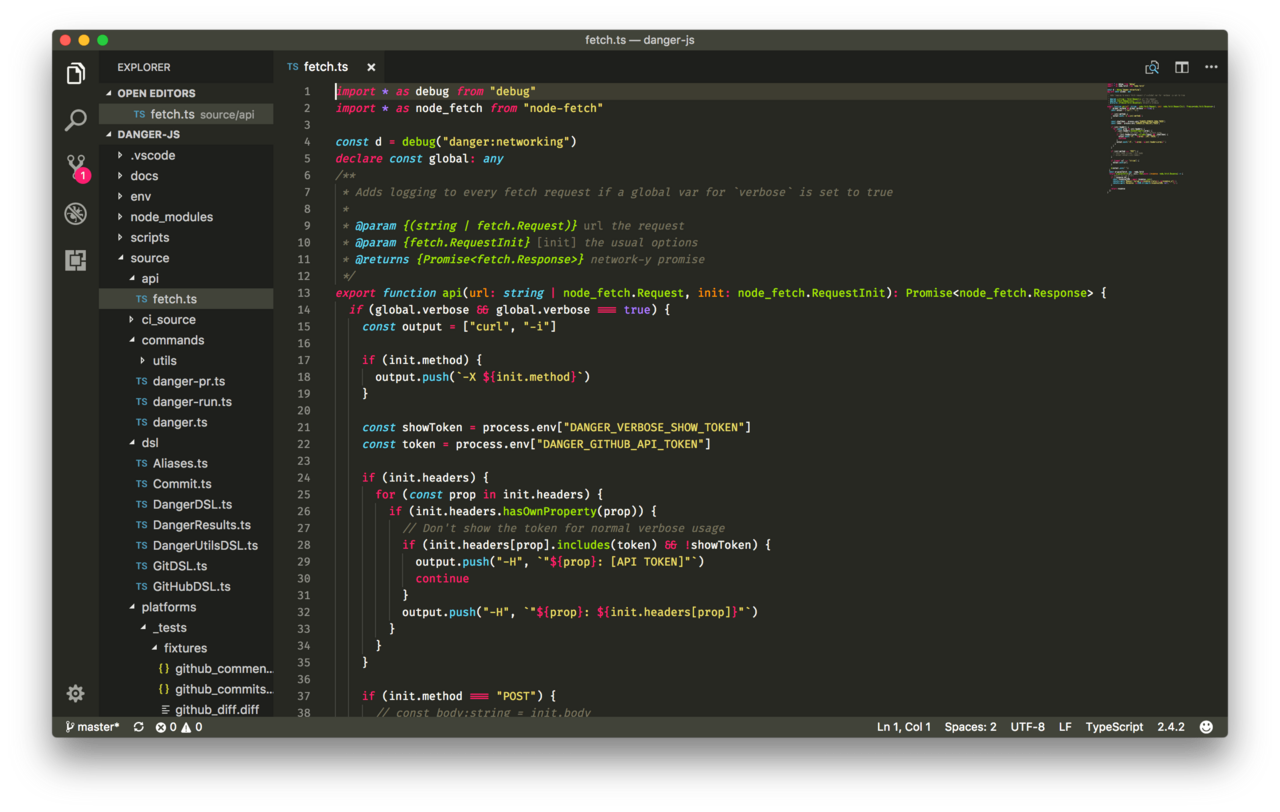 fetch.ts — danger-js
EXPLORER
OPEN EDITORS
TS fetch.ts source/api
DANGER-JS
.vscode
docs
env
node_modules
scripts
source
api
TS fetch.ts
ci_source
commands
utils
TS danger-pr.ts
TS danger-run.ts
TS danger.ts
dsl
TS Aliases.ts
TS Commit.ts
TS DangerDSL.ts
TS DangerResults.ts
TS DangerUtilsDSL.ts
TS GitDSL.ts
TS GitHubDSL.ts
platforms
_tests
fixtures
{} github_commen...
{} github_commits...
github_diff.diff
1
TS fetch.ts ×
1 import * as debug from "debug"
2 import * as node_fetch from "node-fetch"
3
4 const d = debug("danger:networking")
5 declare const global: any
6 /**
7 * Adds logging to every fetch request if a global var for `verbose` is set to true
8 *
9 * @param {(string | fetch.Request)} url the request
10 * @param {fetch.RequestInit} [init] the usual options
11 * @returns {Promise<fetch.Response>} network-y promise
12 */
13 export function api(url: string | node_fetch.Request, init: node_fetch.RequestInit): Promise<node_fetch.Response> {
14 if (global.verbose && global.verbose === true) {
15 const output = ["curl", "-i"]
16
17 if (init.method) {
18 output.push(`-X ${init.method}`)
19 }
20
21 const showToken = process.env["DANGER_VERBOSE_SHOW_TOKEN"]
22 const token = process.env["DANGER_GITHUB_API_TOKEN"]
23
24 if (init.headers) {
25 for (const prop in init.headers) {
26 if (init.headers.hasOwnProperty(prop)) {
27 // Don't show the token for normal verbose usage
28 if (init.headers[prop].includes(token) && !showToken) {
29 output.push("-H", `"${prop}: [API TOKEN]"`)
30 continue
31 }
32 output.push("-H", `"${prop}: ${init.headers[prop]}"`)
33 }
34 }
35 }
36
37 if (init.method === "POST") {
38 // const body:string = init.body
master* 0 0
Ln 1, Col 1 Spaces: 2 UTF-8 LF TypeScript 2.4.2